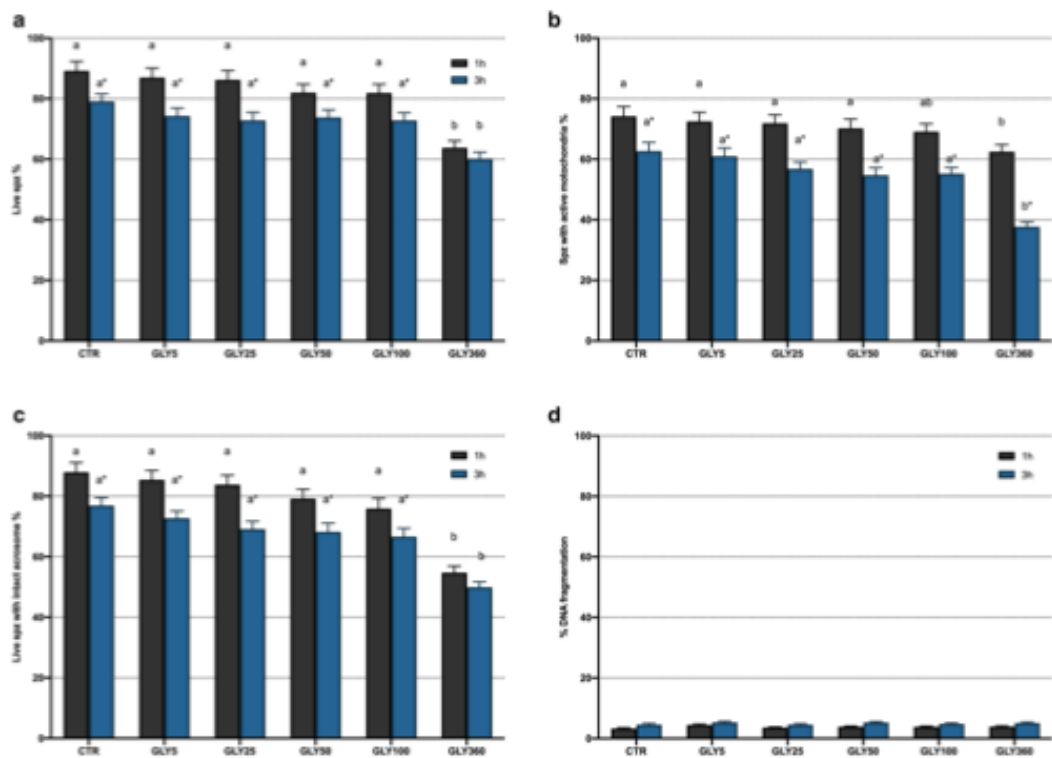 a
Live spz %
100
80
60
40
20
0
a a a a a b
a* a* a* a* a* b
1h
3h
CTR GLY5 GLY25 GLY50 GLY100 GLY360
b
Spz with active motochondria %
100
80
60
40
20
0
a a a a ab b
a* a* a* a* a* b*
1h
3h
CTR GLY5 GLY25 GLY50 GLY100 GLY360
c
Live spz with intact acrosome %
100
80
60
40
20
0
a a a a a b
a* a* a* a* a* b
1h
3h
CTR GLY5 GLY25 GLY50 GLY100 GLY360
d
% DNA fragmentation
100
80
60
40
20
0
1h
3h
CTR GLY5 GLY25 GLY50 GLY100 GLY360